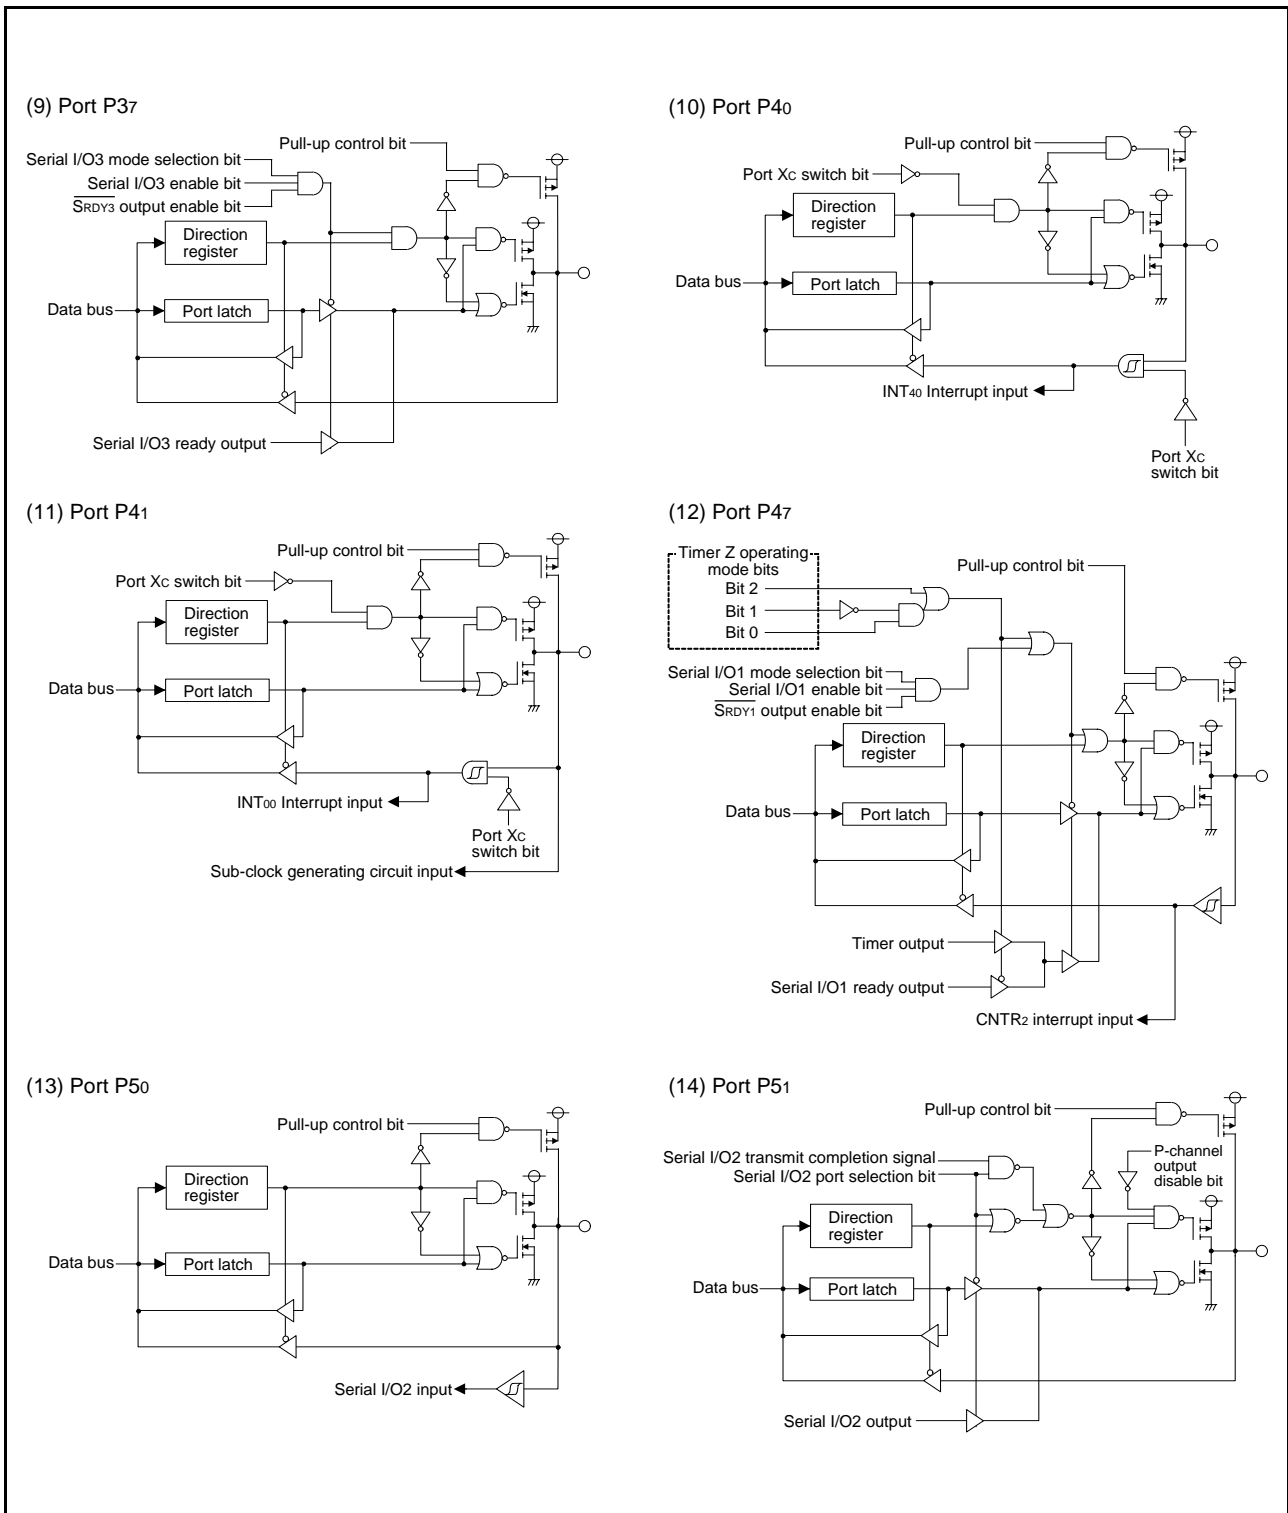 (9) Port P37
Pull-up control bit
Serial I/O3 mode selection bit
Serial I/O3 enable bit
SRDY3 output enable bit
Direction
register
Data bus
Port latch
Serial I/O3 ready output
(10) Port P40
Pull-up control bit
Port XC switch bit
Direction
register
Data bus
Port latch
INT40 Interrupt input
Port XC
switch bit
(11) Port P41
Pull-up control bit
Port XC switch bit
Direction
register
Data bus
Port latch
INT00 Interrupt input
Port XC
switch bit
Sub-clock generating circuit input
(12) Port P47
Timer Z operating
mode bits
Bit 2
Bit 1
Bit 0
Pull-up control bit
Serial I/O1 mode selection bit
Serial I/O1 enable bit
SRDY1 output enable bit
Direction
register
Data bus
Port latch
Timer output
Serial I/O1 ready output
CNTR2 interrupt input
(13) Port P50
Pull-up control bit
Direction
register
Data bus
Port latch
Serial I/O2 input
(14) Port P51
Pull-up control bit
Serial I/O2 transmit completion signal
Serial I/O2 port selection bit
P-channel
output
disable bit
Direction
register
Data bus
Port latch
Serial I/O2 output